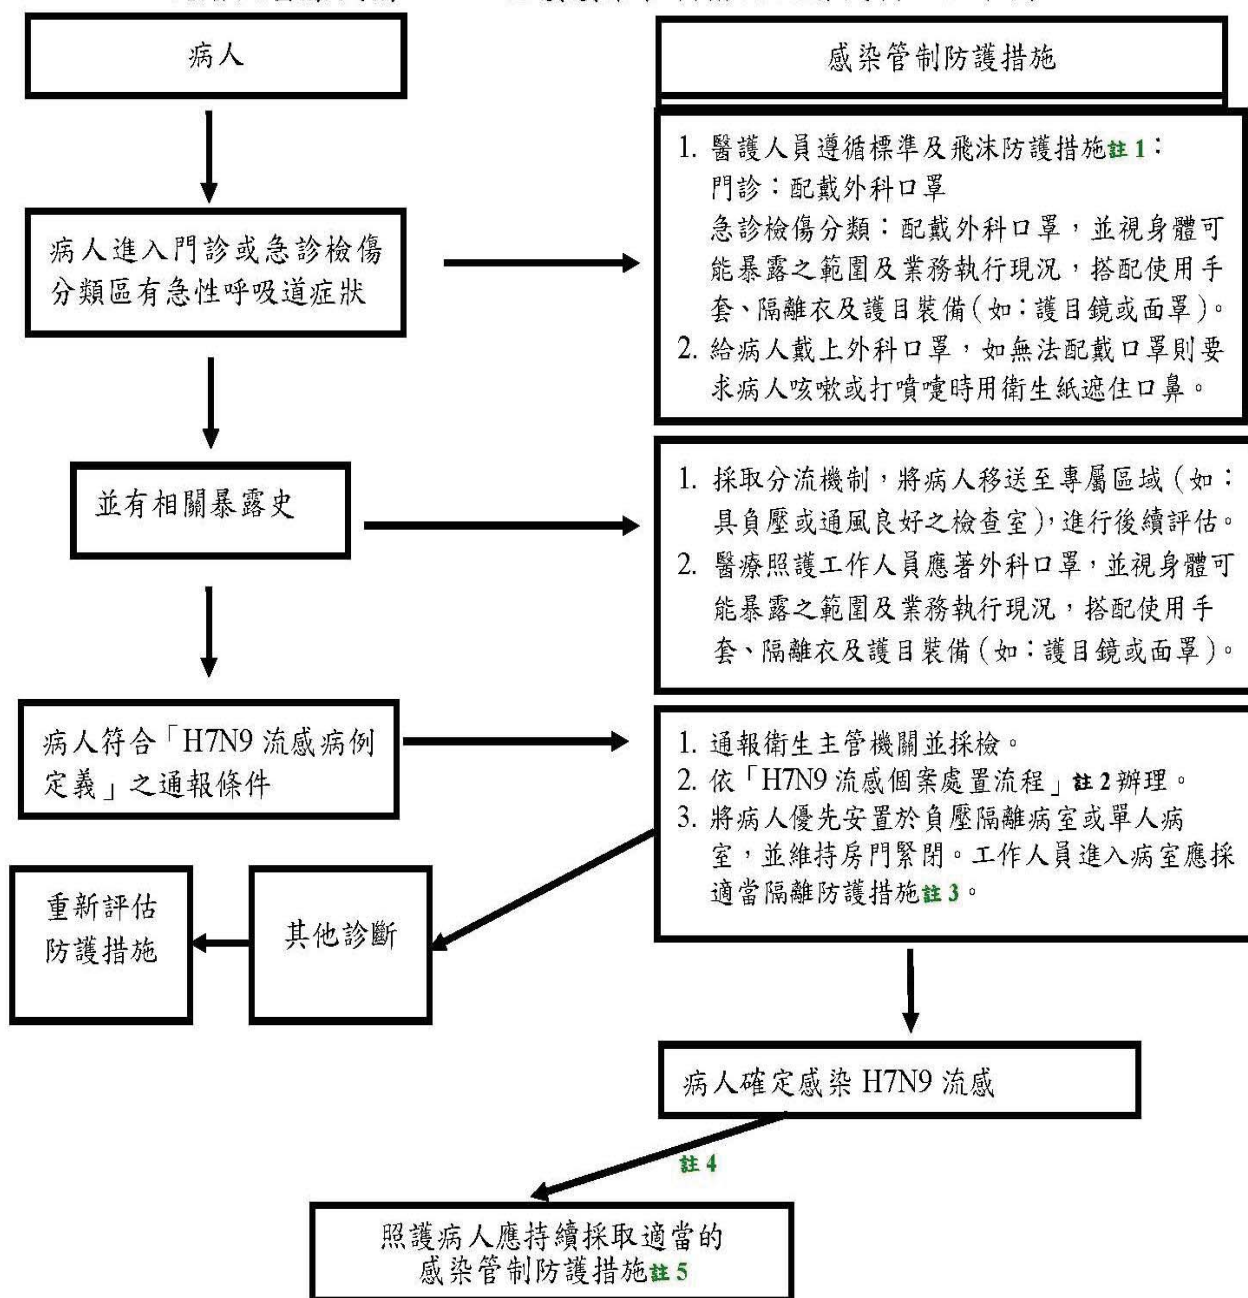 病人
感染管制防護措施
1. 醫護人員遵循標準及飛沫防護措施註1：
門診：配戴外科口罩
急診檢傷分類：配戴外科口罩，並視身體可
能暴露之範圍及業務執行現況，搭配使用手
套、隔離衣及護目裝備(如：護目鏡或面罩)。
2. 給病人戴上外科口罩，如無法配戴口罩則要
求病人咳嗽或打噴嚏時用衛生紙遮住口鼻。
病人進入門診或急診檢傷
分類區有急性呼吸道症狀
並有相關暴露史
1. 採取分流機制，將病人移送至專屬區域(如：
具負壓或通風良好之檢查室)，進行後續評估。
2. 醫療照護工作人員應著外科口罩，並視身體可
能暴露之範圍及業務執行現況，搭配使用手
套、隔離衣及護目裝備(如：護目鏡或面罩)。
病人符合「H7N9 流感病例
定義」之通報條件
1. 通報衛生主管機關並採檢。
2. 依「H7N9 流感個案處置流程」註2辦理。
3. 將病人優先安置於負壓隔離病室或單人病
室，並維持房門緊閉。工作人員進入病室應採
適當隔離防護措施註3。
重新評估
防護措施
其他診斷
病人確定感染 H7N9 流感
註4
照護病人應持續採取適當的
感染管制防護措施註5